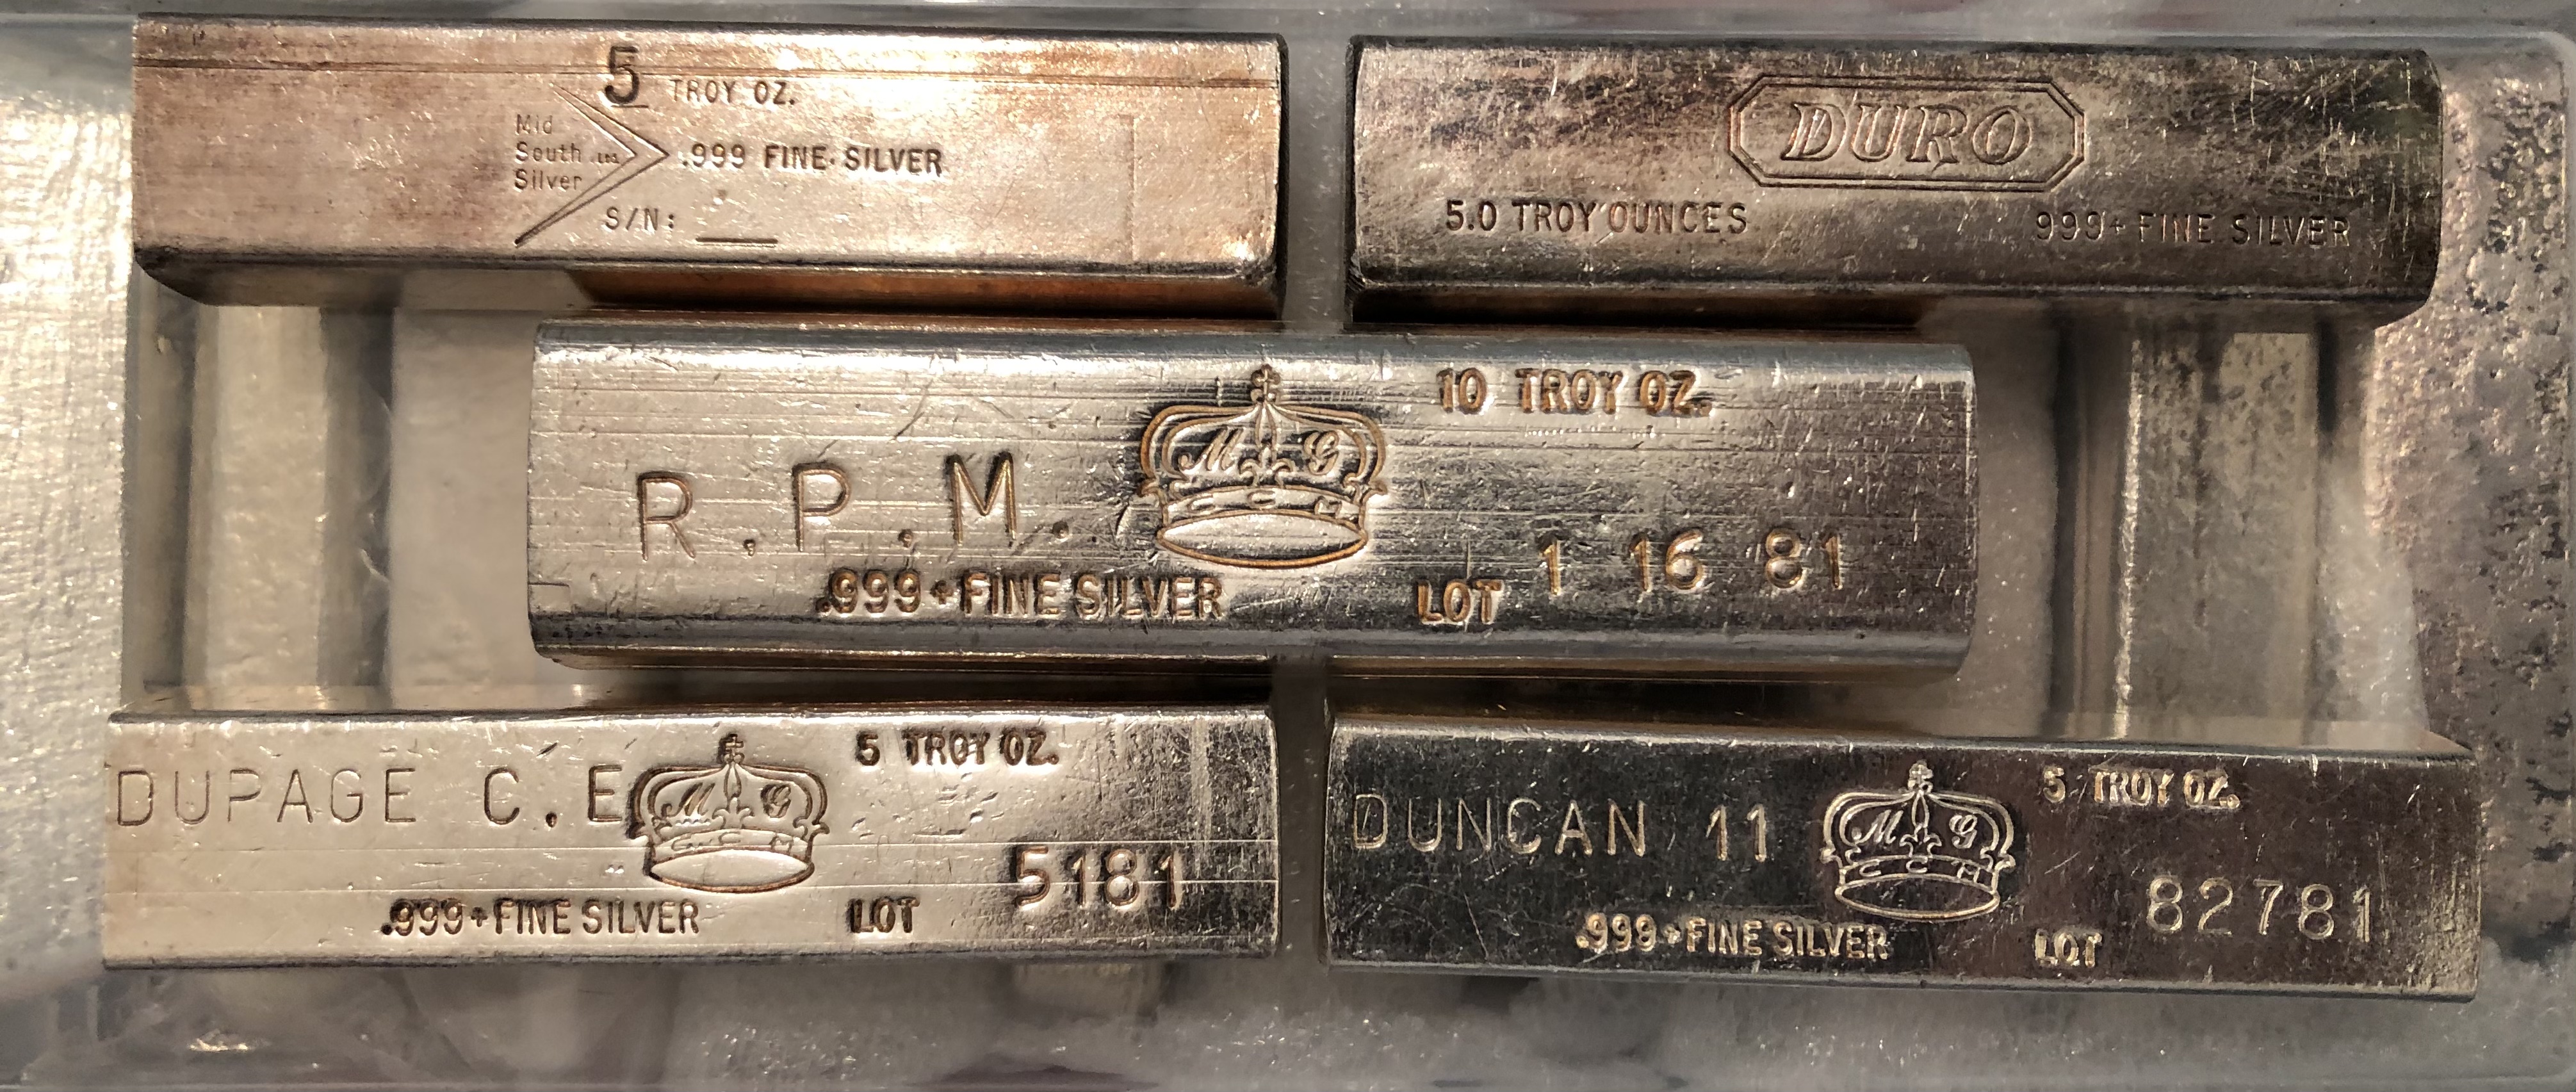 5 TROY OZ.
Mid
South Ltd.
Silver
.999 FINE SILVER
S/N:
DURO
5.0 TROY OUNCES
999+ FINE SILVER
10 TROY OZ.
M G
R.P.M.
G C M
1 16 81
.999+FINE SILVER
LOT
5 TROY OZ.
DUPAGE C.E
M G
G C M
5181
.999+FINE SILVER
LOT
5 TROY OZ.
DUNCAN 11
M G
G C M
82781
.999+FINE SILVER
LOT